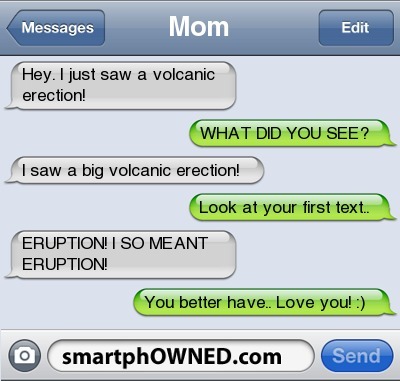 Messages
Mom
Edit
Hey. I just saw a volcanic
erection!
WHAT DID YOU SEE?
I saw a big volcanic erection!
Look at your first text..
ERUPTION! I SO MEANT
ERUPTION!
You better have.. Love you! :)
smartphOWNED.com
Send